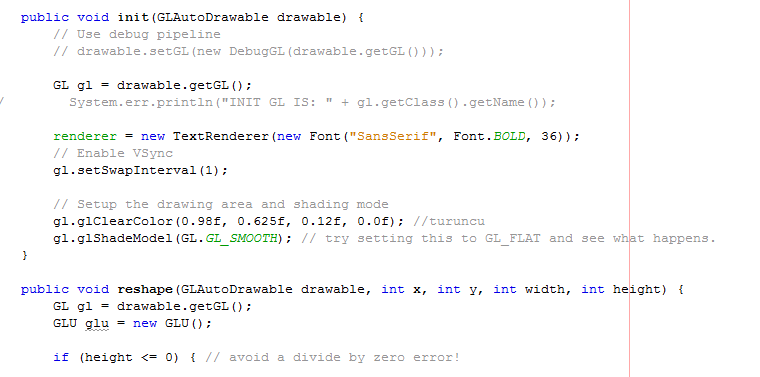 public void init(GLAutoDrawable drawable) {
// Use debug pipeline
// drawable.setGL(new DebugGL(drawable.getGL()));
GL gl = drawable.getGL();
/ System.err.println("INIT GL IS: " + gl.getClass().getName());
renderer = new TextRenderer(new Font("SansSerif", Font.BOLD, 36));
// Enable VSync
gl.setSwapInterval(1);
// Setup the drawing area and shading mode
gl.glClearColor(0.98f, 0.625f, 0.12f, 0.0f); //turuncu
gl.glShadeModel(GL.GL_SMOOTH); // try setting this to GL_FLAT and see what happens.
}
public void reshape(GLAutoDrawable drawable, int x, int y, int width, int height) {
GL gl = drawable.getGL();
GLU glu = new GLU();
if (height <= 0) { // avoid a divide by zero error!